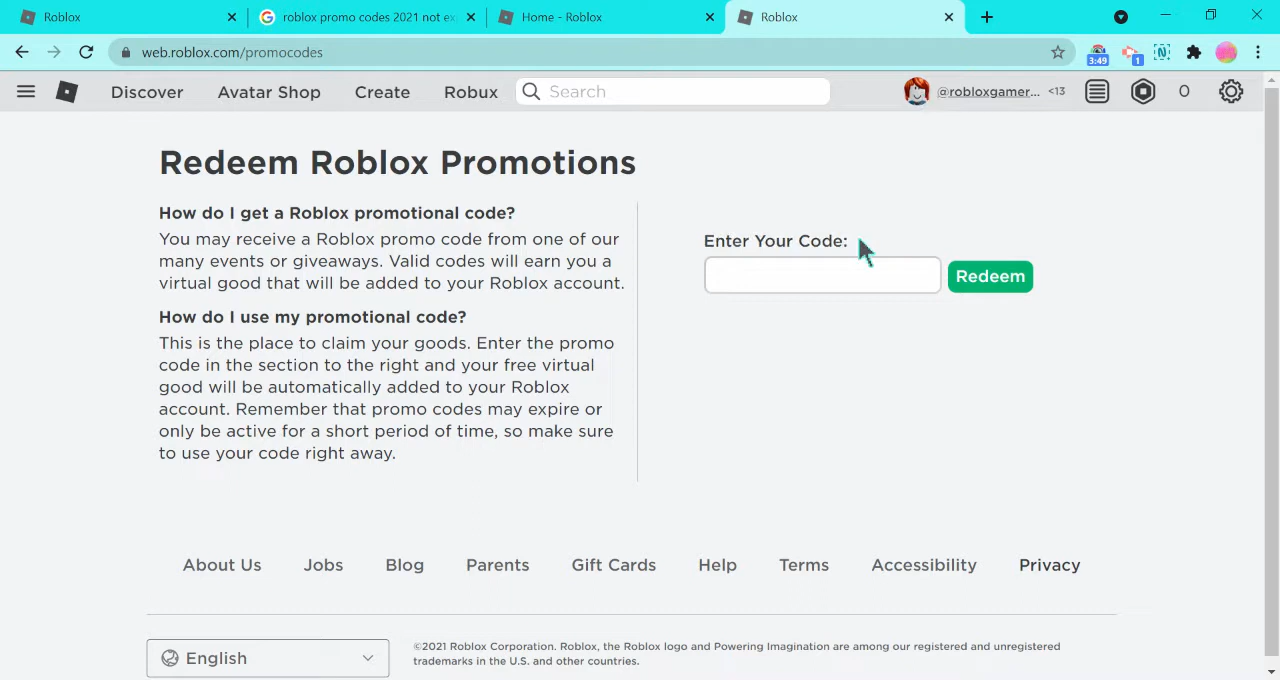 Roblox
roblox promo codes 2021 not ex
Home - Roblox
Roblox
web.roblox.com/promocodes
3:49
1
N
Discover
Avatar Shop
Create
Robux
Search
@robloxgamer... <13
0
Redeem Roblox Promotions
How do I get a Roblox promotional code?
You may receive a Roblox promo code from one of our
many events or giveaways. Valid codes will earn you a
virtual good that will be added to your Roblox account.
How do I use my promotional code?
This is the place to claim your goods. Enter the promo
code in the section to the right and your free virtual
good will be automatically added to your Roblox
account. Remember that promo codes may expire or
only be active for a short period of time, so make sure
to use your code right away.
Enter Your Code:
Redeem
About Us
Jobs
Blog
Parents
Gift Cards
Help
Terms
Accessibility
Privacy
English
©2021 Roblox Corporation. Roblox, the Roblox logo and Powering Imagination are among our registered and unregistered
trademarks in the U.S. and other countries.